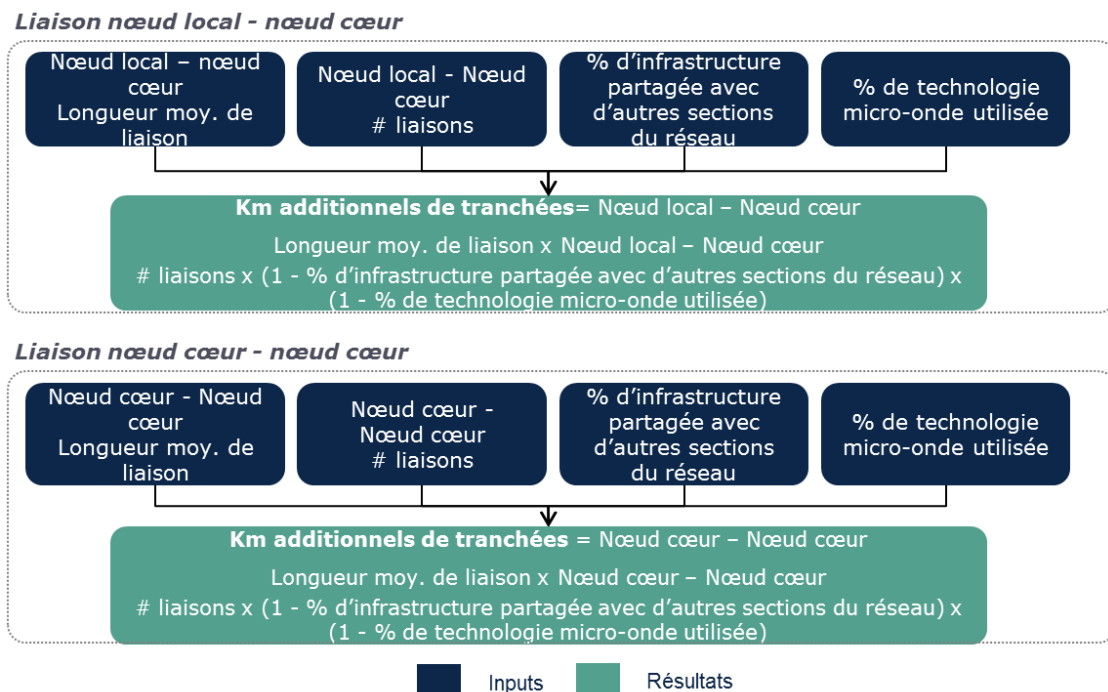 Liaison nœud local - nœud cœur
Nœud local – nœud
cœur
Longueur moy. de
liaison
Nœud local - Nœud
cœur
# liaisons
% d’infrastructure
partagée avec
d’autres sections
du réseau
% de technologie
micro-onde utilisée
Km additionnels de tranchées= Nœud local – Nœud cœur
Longueur moy. de liaison x Nœud local – Nœud cœur
# liaisons x (1 - % d’infrastructure partagée avec d’autres sections du réseau) x
(1 - % de technologie micro-onde utilisée)
Liaison nœud cœur - nœud cœur
Nœud cœur - Nœud
cœur
Longueur moy. de
liaison
Nœud cœur -
Nœud cœur
# liaisons
% d’infrastructure
partagée avec
d’autres sections
du réseau
% de technologie
micro-onde utilisée
Km additionnels de tranchées = Nœud cœur – Nœud cœur
Longueur moy. de liaison x Nœud cœur – Nœud cœur
# liaisons x (1 - % d’infrastructure partagée avec d’autres sections du réseau) x
(1 - % de technologie micro-onde utilisée)
Inputs
Résultats